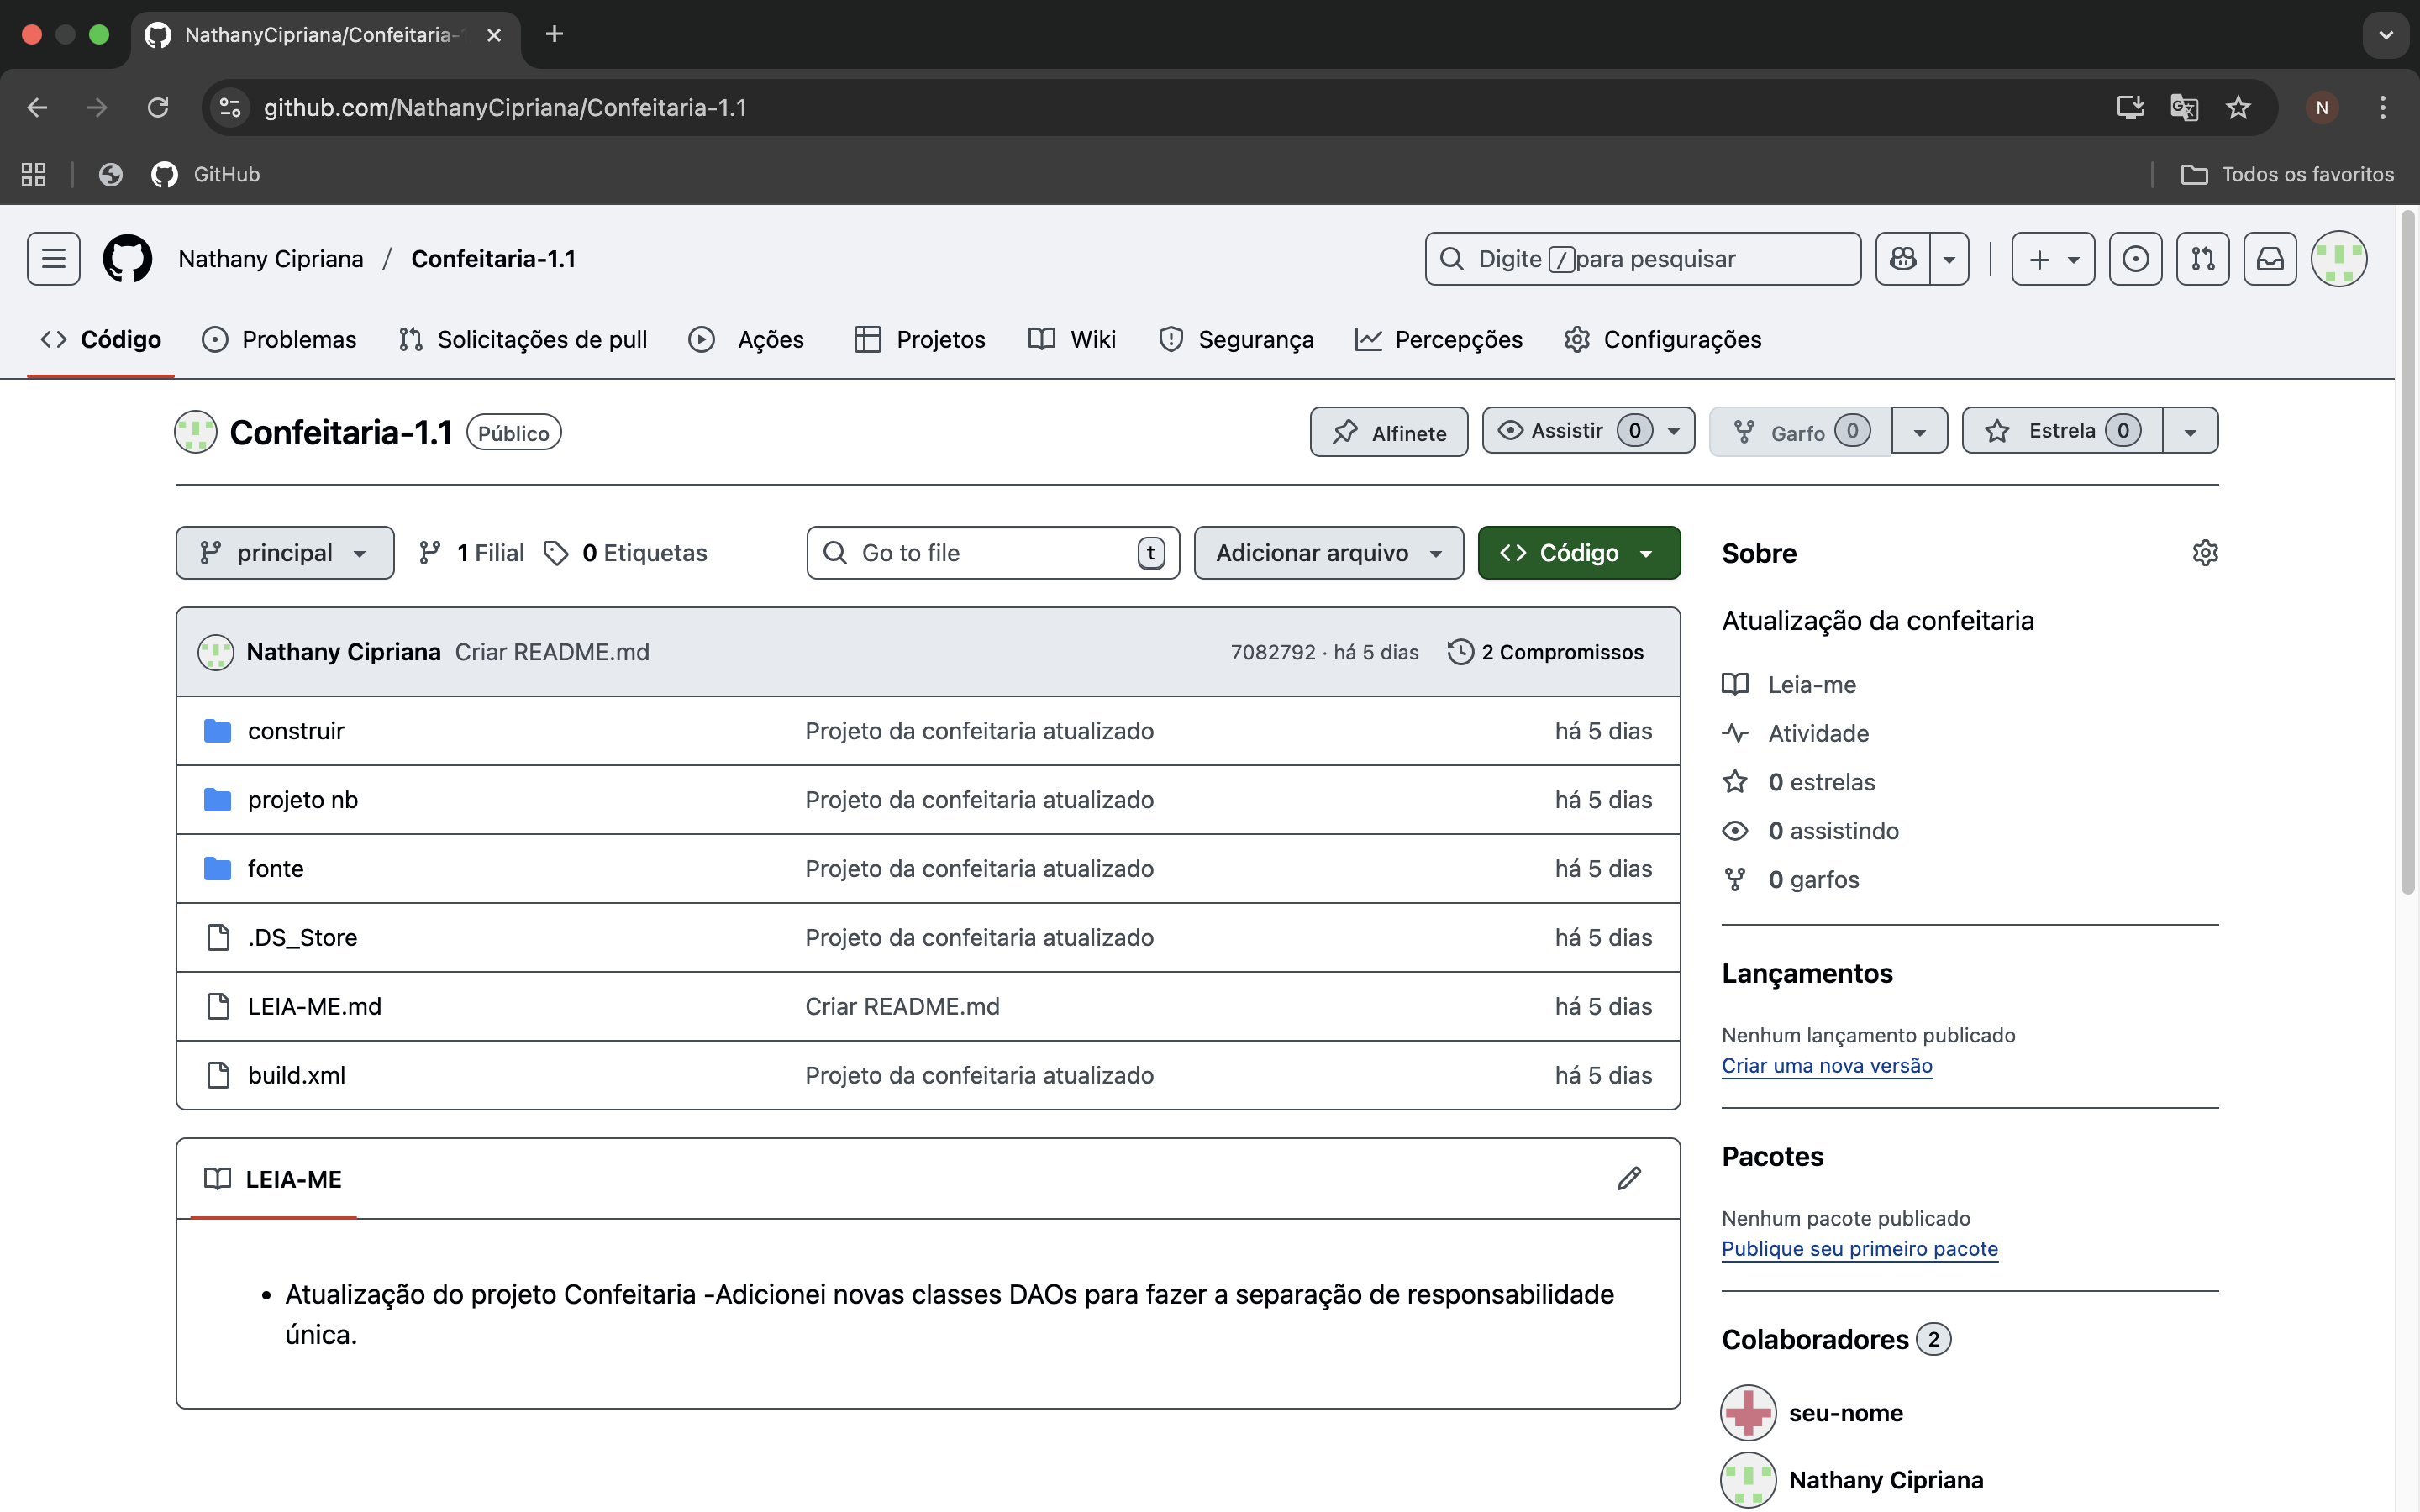 NathanyCipriana/Confeitaria-
github.com/NathanyCipriana/Confeitaria-1.1
N
GitHub
Todos os favoritos
Nathany Cipriana / Confeitaria-1.1
Digite / para pesquisar
Código
Problemas
Solicitações de pull
Ações
Projetos
Wiki
Segurança
Percepções
Configurações
Confeitaria-1.1
Público
Alfinete
Assistir 0
Garfo 0
Estrela 0
principal
1 Filial
0 Etiquetas
Go to file
t
Adicionar arquivo
Código
Nathany Cipriana Criar README.md
7082792 · há 5 dias
2 Compromissos
construir Projeto da confeitaria atualizado há 5 dias
projeto nb Projeto da confeitaria atualizado há 5 dias
fonte Projeto da confeitaria atualizado há 5 dias
.DS_Store Projeto da confeitaria atualizado há 5 dias
LEIA-ME.md Criar README.md há 5 dias
build.xml Projeto da confeitaria atualizado há 5 dias
LEIA-ME
• Atualização do projeto Confeitaria -Adicionei novas classes DAOs para fazer a separação de responsabilidade
única.
Sobre
Atualização da confeitaria
Leia-me
Atividade
0 estrelas
0 assistindo
0 garfos
Lançamentos
Nenhum lançamento publicado
Criar uma nova versão
Pacotes
Nenhum pacote publicado
Publique seu primeiro pacote
Colaboradores 2
seu-nome
Nathany Cipriana